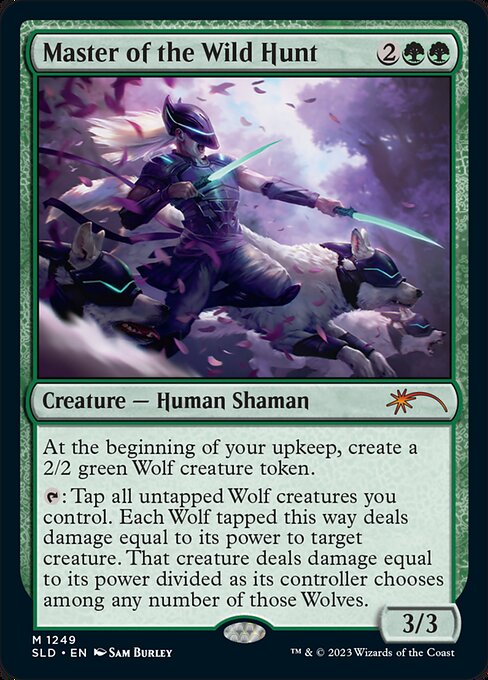 Master of the Wild Hunt 2
Creature — Human Shaman
At the beginning of your upkeep, create a
2/2 green Wolf creature token.
: Tap all untapped Wolf creatures you
control. Each Wolf tapped this way deals
damage equal to its power to target
creature. That creature deals damage equal
to its power divided as its controller chooses
among any number of those Wolves.
3/3
M 1249
SLD • EN Sam Burley
™ & © 2023 Wizards of the Coast